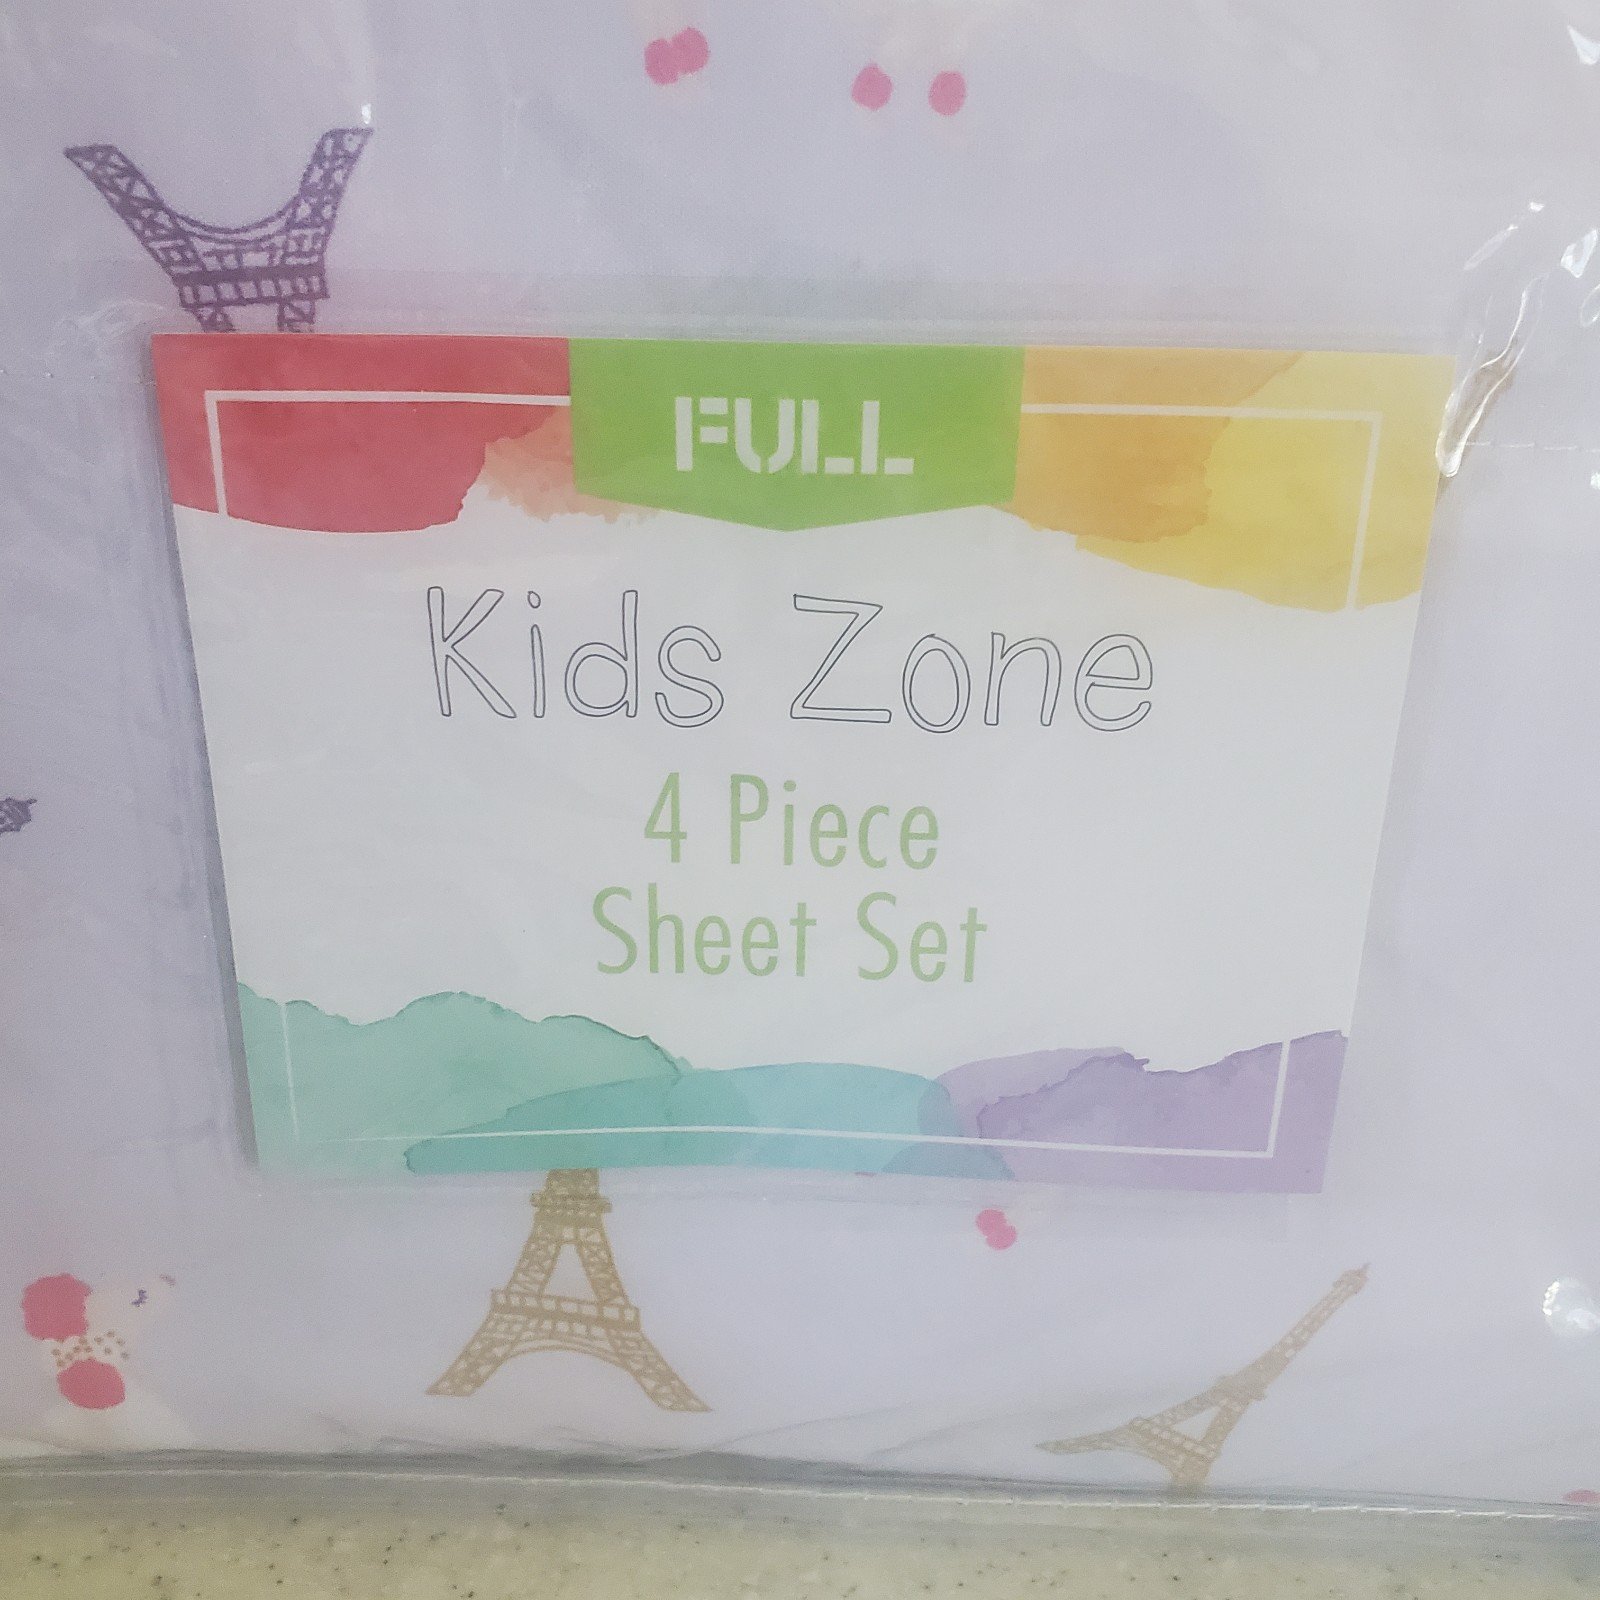 FULL
Kids Zone
4 Piece
Sheet Set